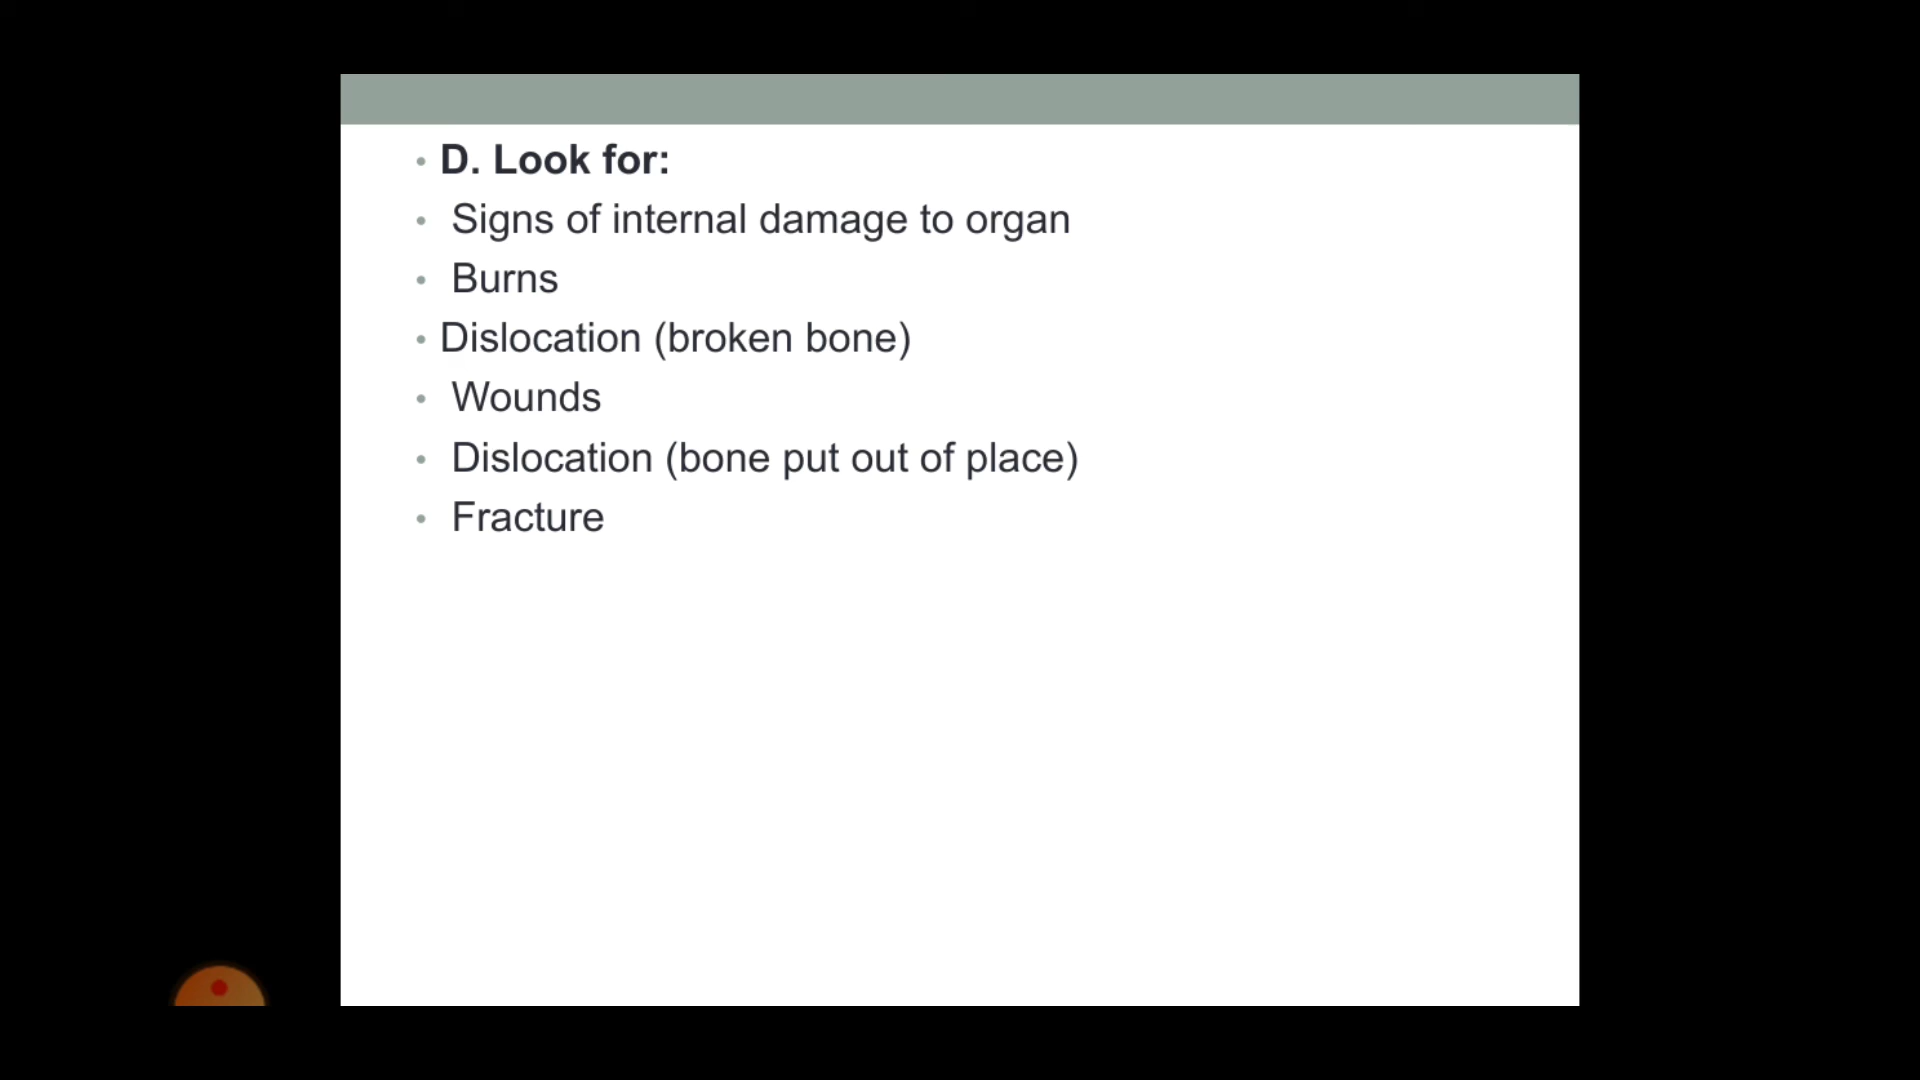 • D. Look for:
• Signs of internal damage to organ
• Burns
• Dislocation (broken bone)
• Wounds
• Dislocation (bone put out of place)
• Fracture